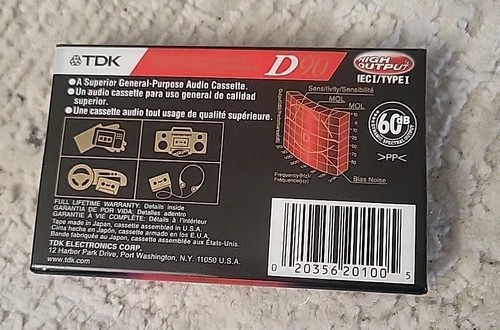 TDK
D90
HIGH OUTPUT
IEC I/TYPE I
●A Superior General-Purpose Audio Cassette.
●Un audio cassette para uso general de calidad
superior.
●Une cassette audio tout usage de qualité supérieure.
Sensitivity/Sensibilité
MOL
MOL
60dB
>PP<
Frequency(Hz)
Fréquence(Hz)
Bias Noise
FULL LIFETIME WARRANTY: Details inside
GARANTIA DE POR VIDA: Detalles adentro
GARANTIE À VIE COMPLÈTE: Détails à l'intérieur
Tape made in Japan, cassette assembled in U.S.A.
Cinta hecha en Japón, cassette armado en los E.U.A.
Bande fabriquée au Japon, cassette assemblée aux États-Unis.
TDK ELECTRONICS CORP.
12 Harbor Park Drive, Port Washington, N.Y. 11050 U.S.A.
www.tdk.com
0 20356 20100 5